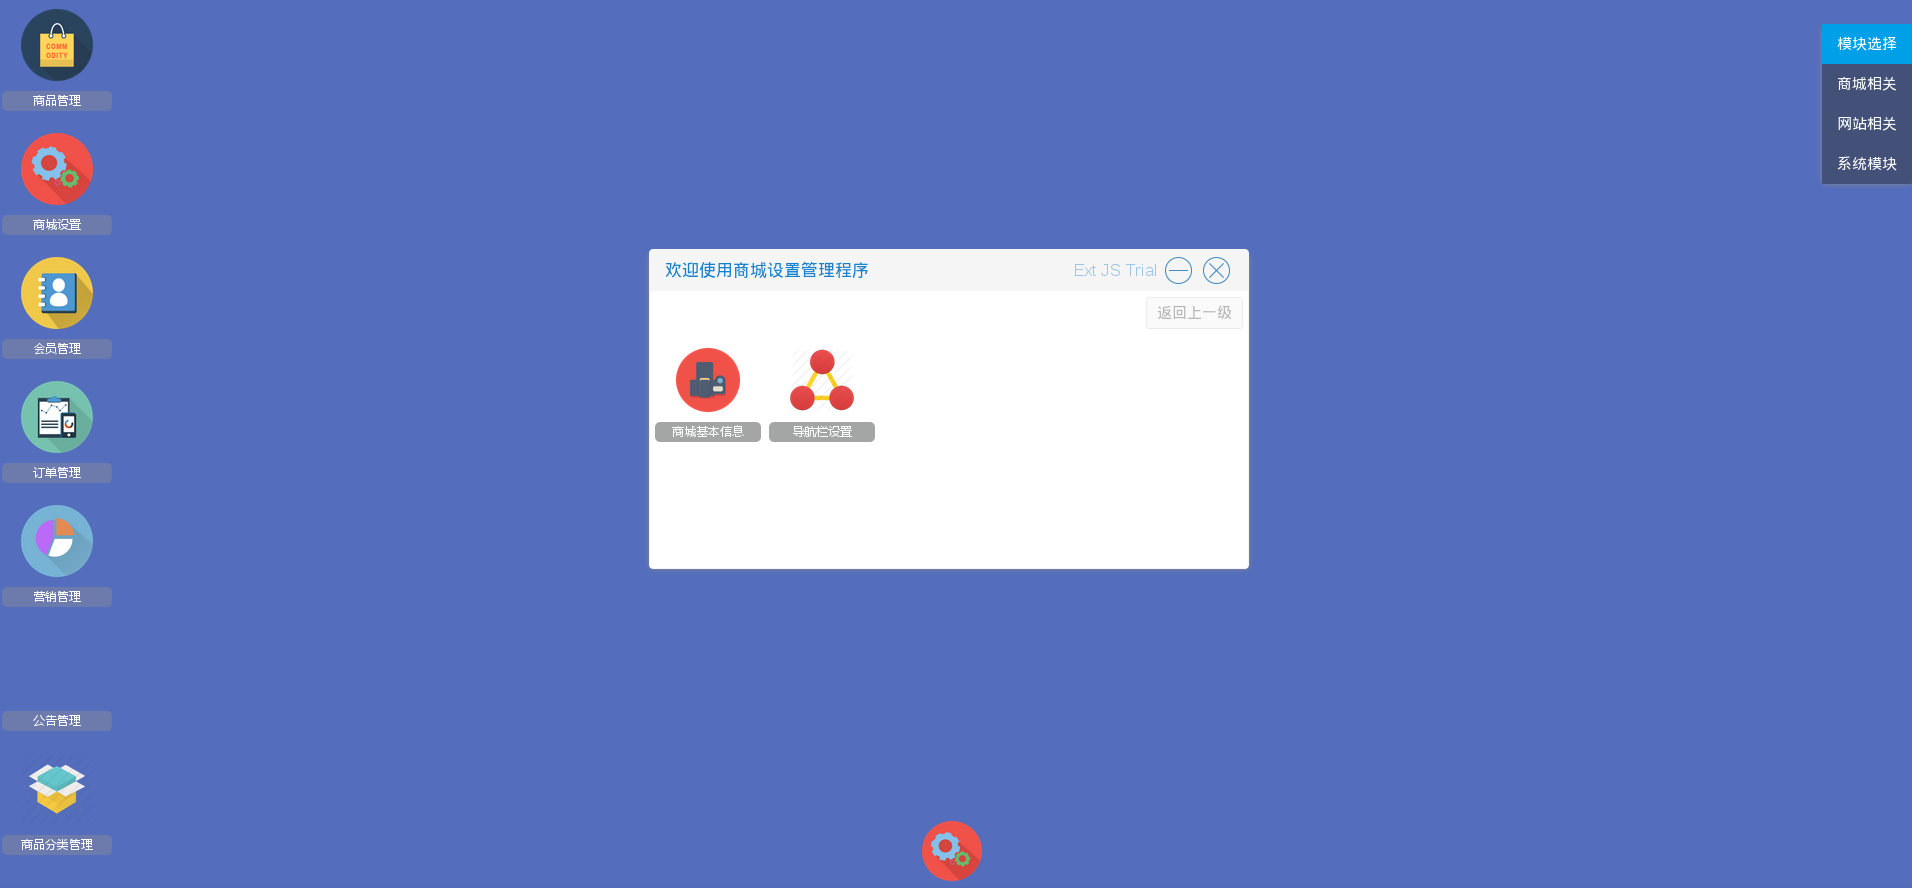 COMM
ODITY
商品管理
商城设置
会员管理
订单管理
营销管理
公告管理
商品分类管理
欢迎使用商城设置管理程序
Ext JS Trial
返回上一级
商城基本信息
导航栏设置
模块选择
商城相关
网站相关
系统模块